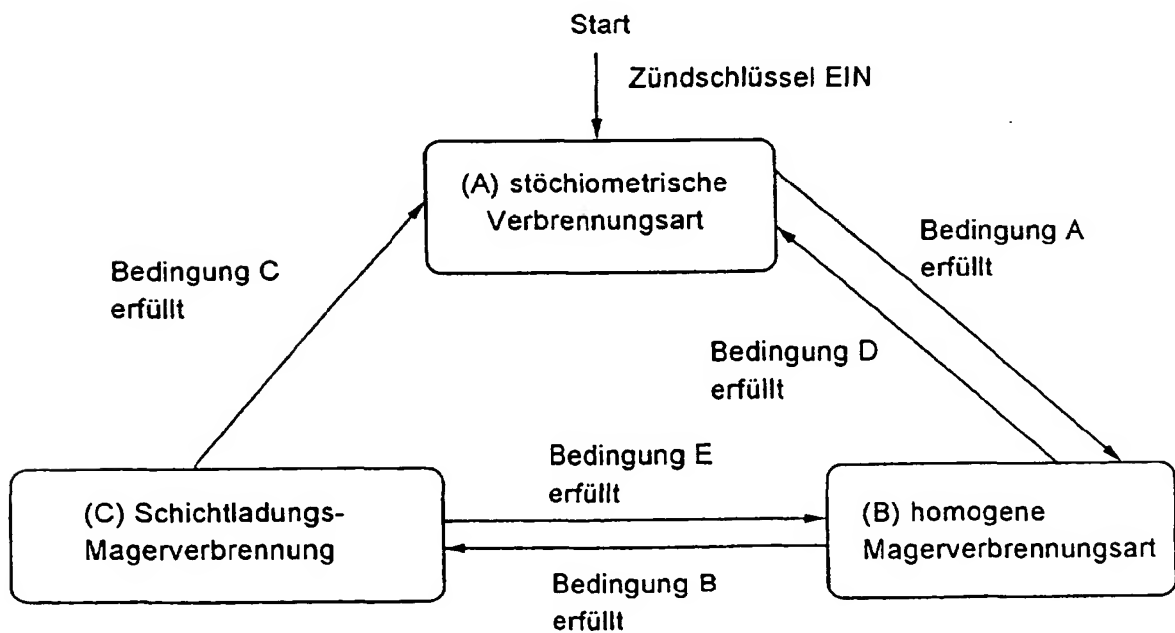 Start
Zündschlüssel EIN
(A) stöchiometrische
Verbrennungsart
Bedingung A
erfüllt
Bedingung C
erfüllt
Bedingung D
erfüllt
Bedingung E
erfüllt
(C) Schichtladungs-
Magerverbrennung
(B) homogene
Magerverbrennungsart
Bedingung B
erfüllt